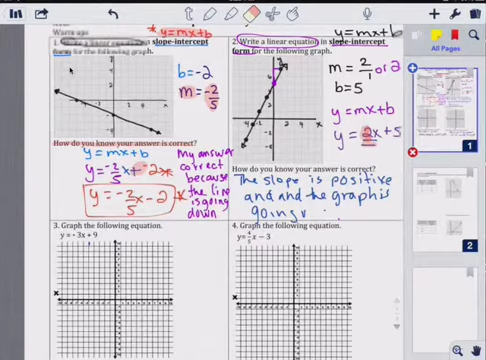 Warm ups
* y=mx+b
1. Write a linear equation in slope-intercept
form for the following graph.
b=-2
m=-2/5
How do you know your answer is correct?
y=mx+b
y=-2/5x+-2*
y=-2/5x-2*
My answer
correct
because
the line
is going
down
2. Write a linear equation in slope-intercept
form for the following graph.
y=mx+b
m=2/1 or 2
b=5
y=mx+b
y=2x+5
How do you know your answer is correct?
The slope is positive
and and the graph is
going
3. Graph the following equation.
y = -3x + 9
4. Graph the following equation.
y=4/5x-3
All Pages
1
2